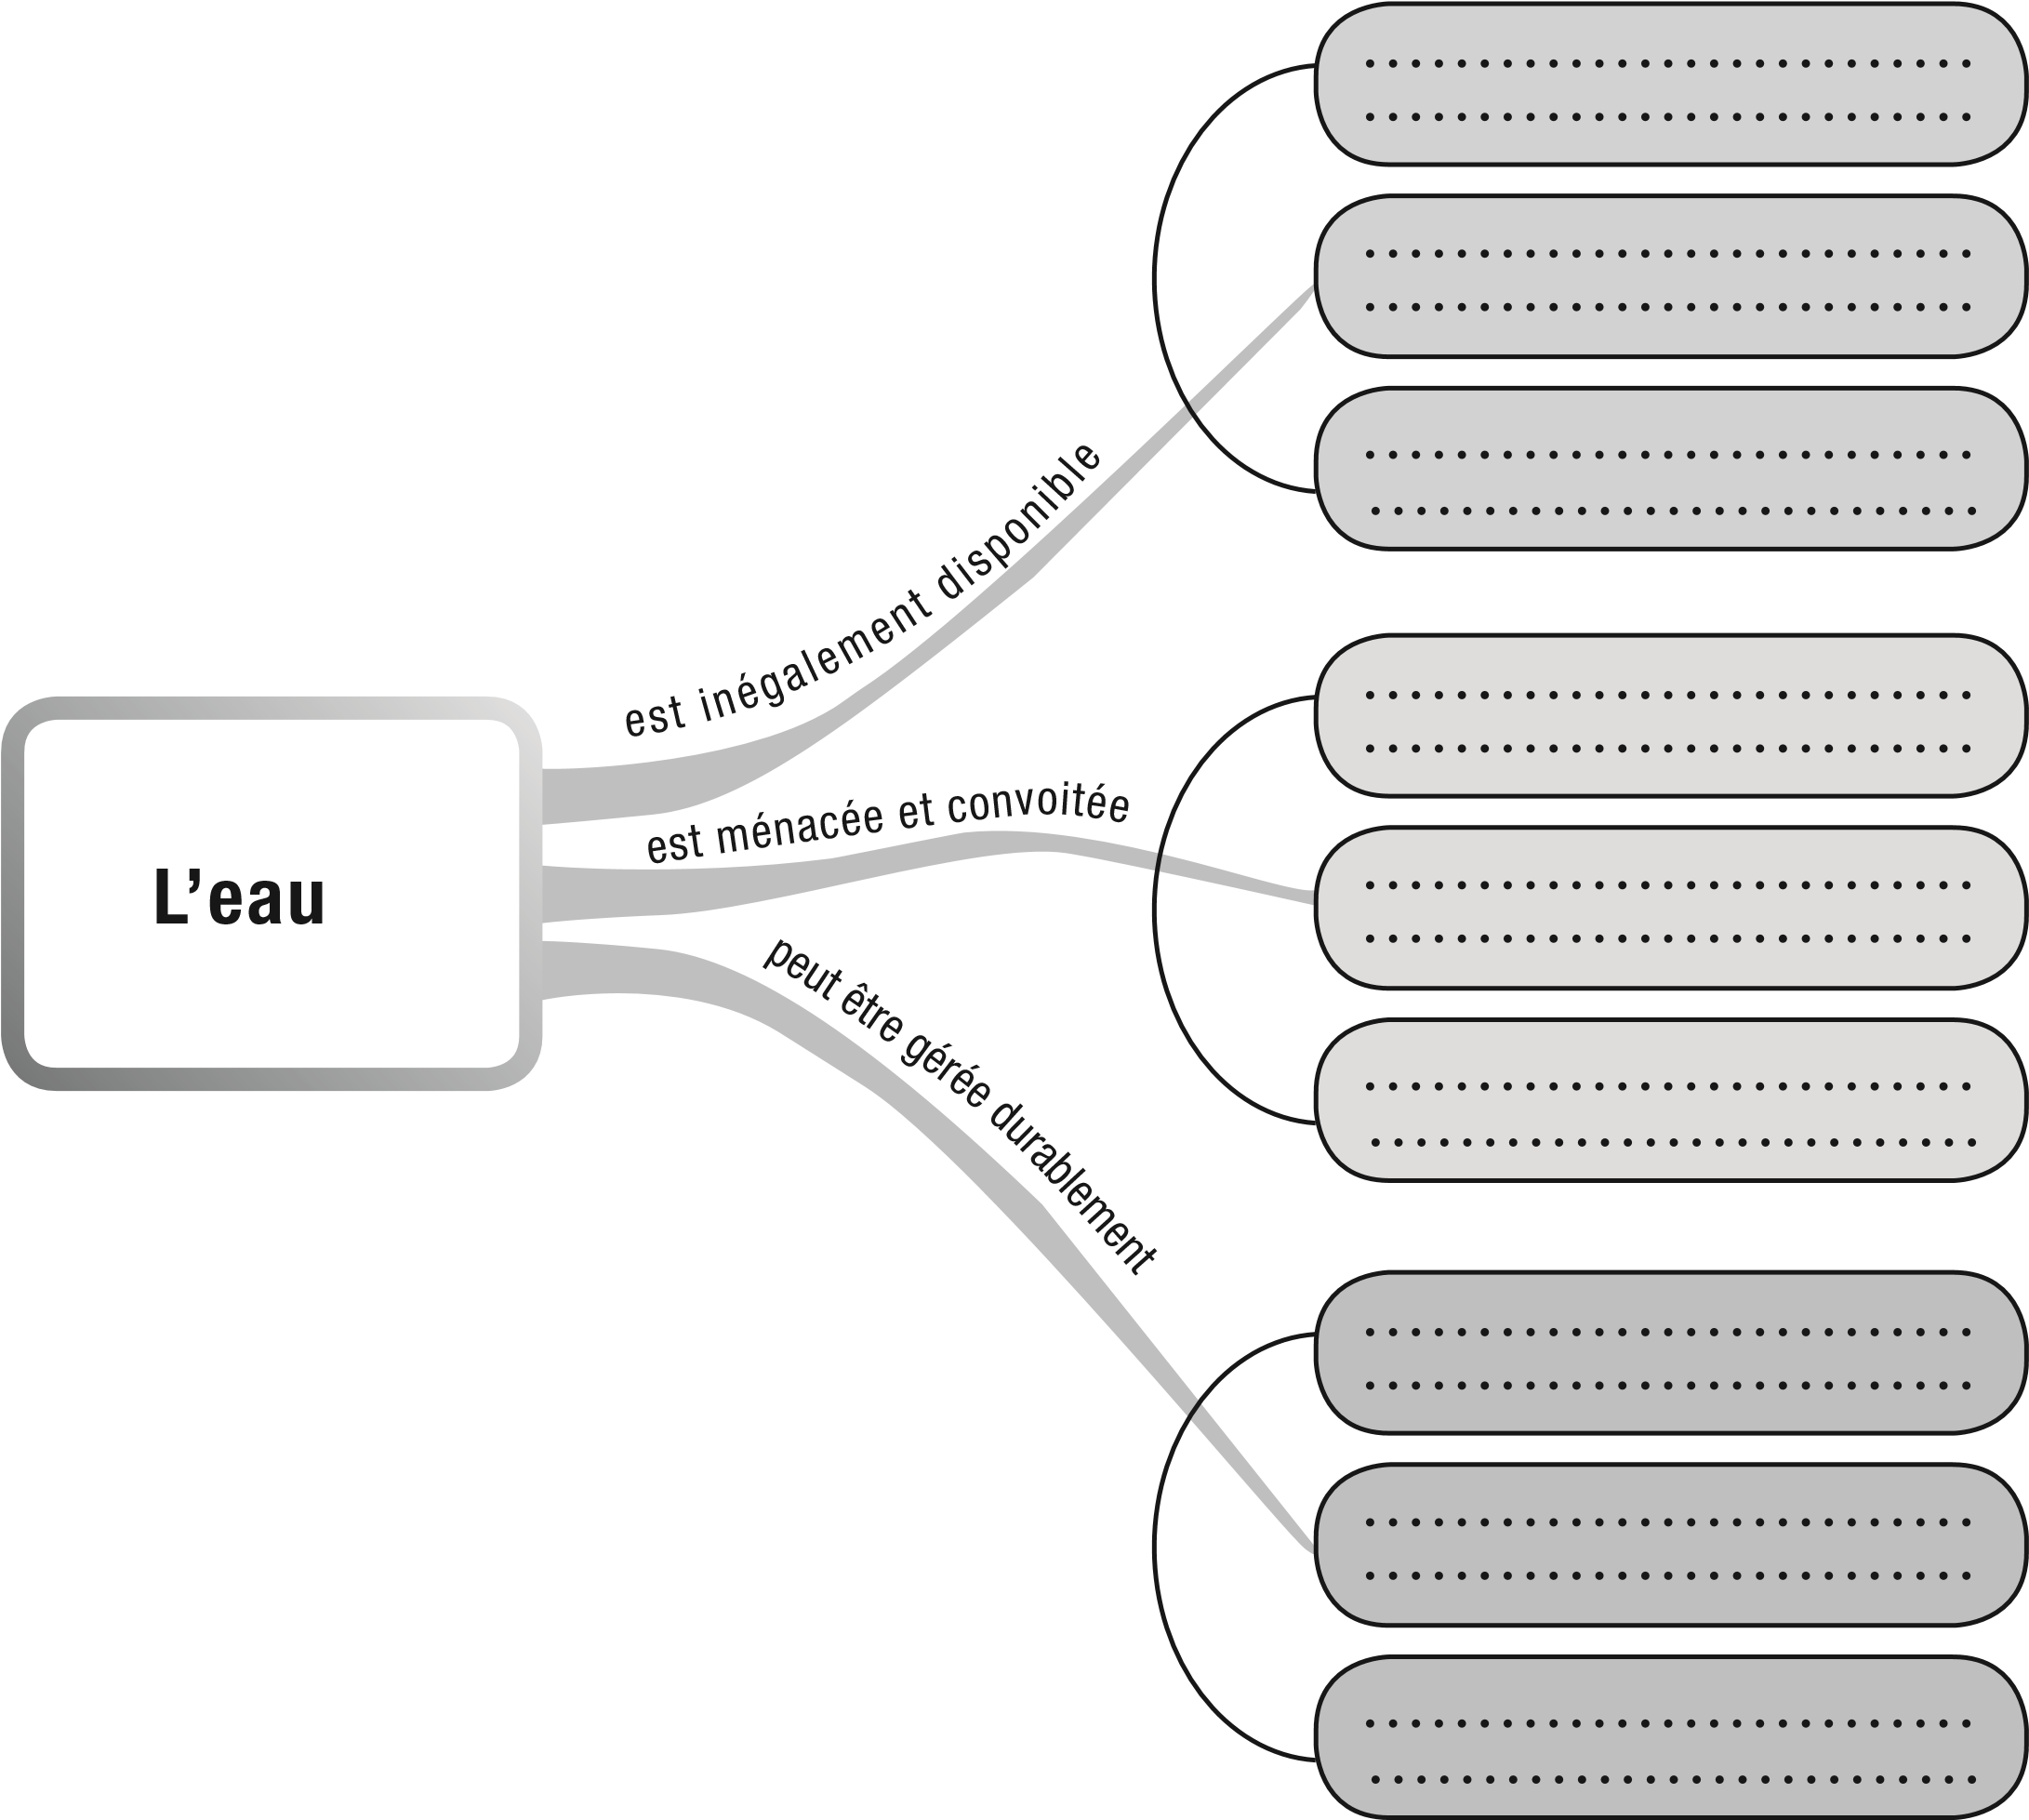 est inégalement disponible
est ménacée et convoitée
L'eau
peut être gérée durablement